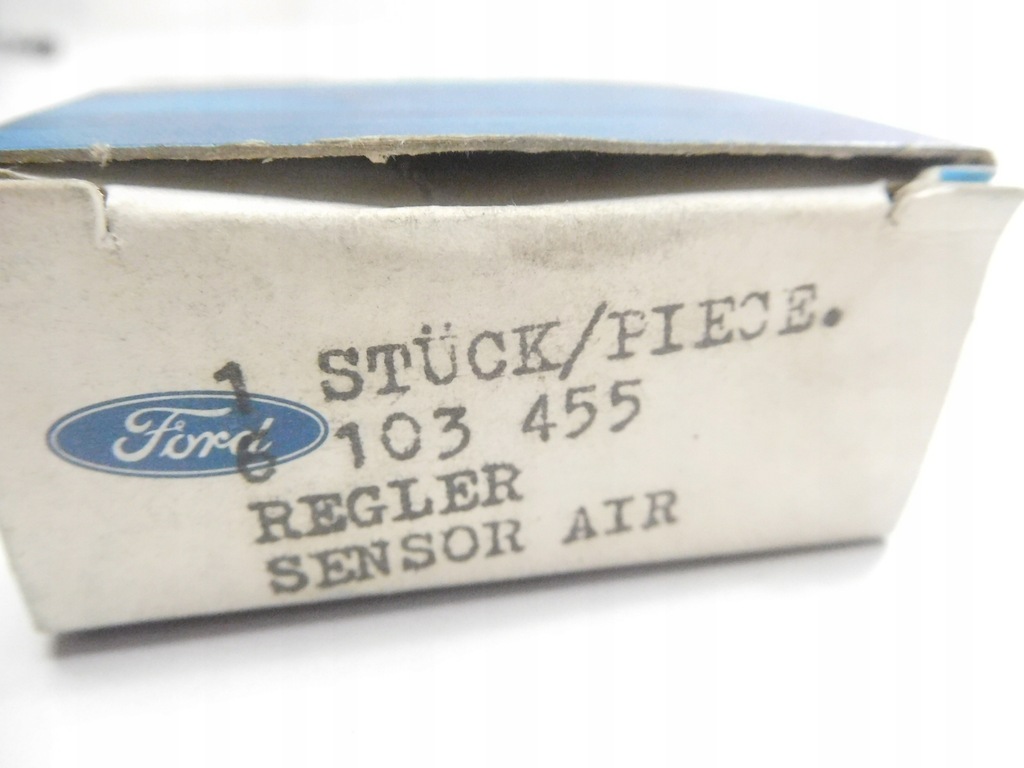 1 STÜCK/PIECE.
Ford
6 103 455
REGLER
SENSOR AIR